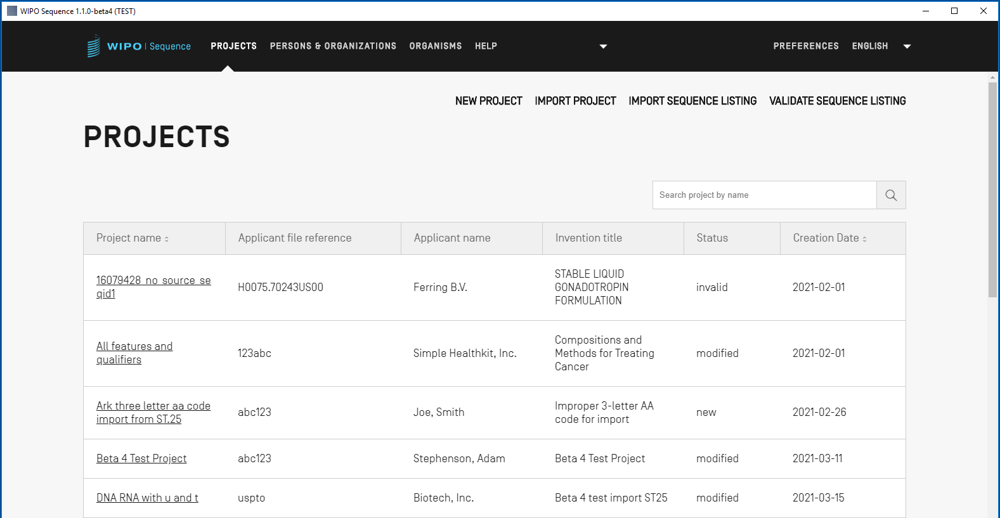 WIPO Sequence 1.1.0-beta4 (TEST)
WIPO | Sequence PROJECTS PERSONS & ORGANIZATIONS ORGANISMS HELP PREFERENCES ENGLISH
NEW PROJECT IMPORT PROJECT IMPORT SEQUENCE LISTING VALIDATE SEQUENCE LISTING
PROJECTS
Search project by name
Project name Applicant file reference Applicant name Invention title Status Creation Date
16079428_no_source_se
qid1
H0075.70243US00
Ferring B.V.
STABLE LIQUID
GONADOTROPIN
FORMULATION
invalid
2021-02-01
All features and
qualifiers
123abc
Simple Healthkit, Inc.
Compositions and
Methods for Treating
Cancer
modified
2021-02-01
Ark three letter aa code
import from ST.25
abc123
Joe, Smith
Improper 3-letter AA
code for import
new
2021-02-26
Beta 4 Test Project
abc123
Stephenson, Adam
Beta 4 Test Project
modified
2021-03-11
DNA RNA with u and t
uspto
Biotech, Inc.
Beta 4 test import ST25
modified
2021-03-15